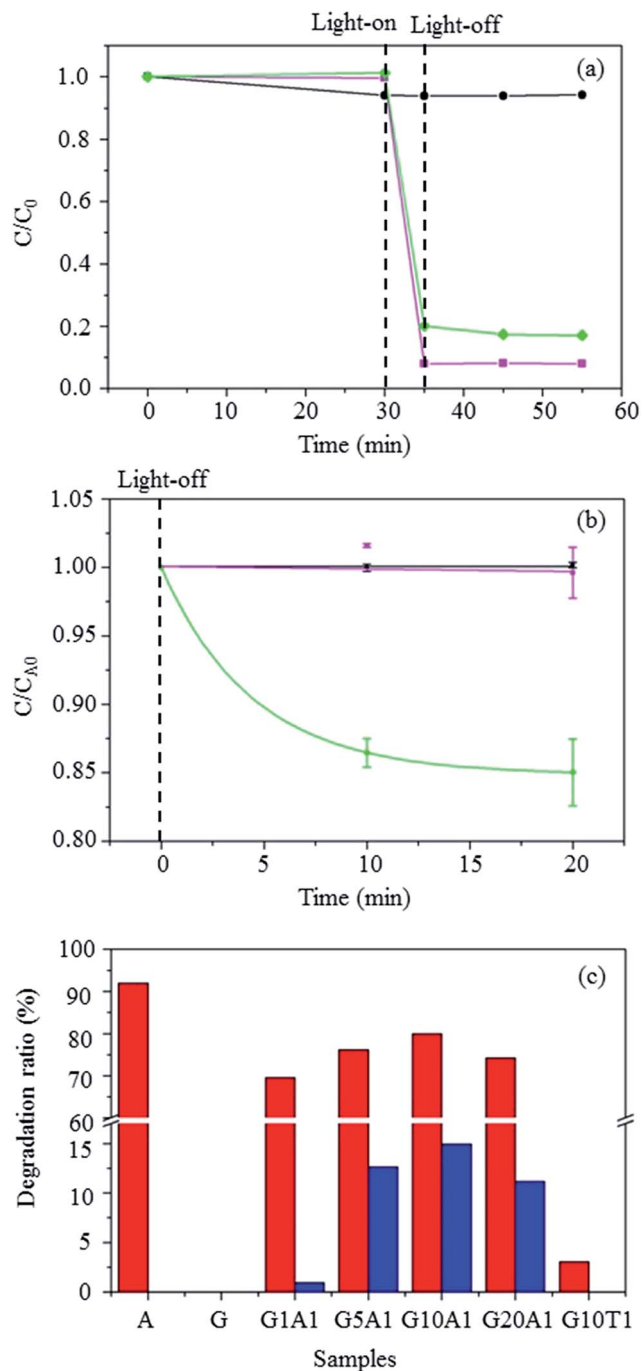 Light-on Light-off
(a)
1.0
0.8
0.6
0.4
0.2
0.0
C/C0
0 10 20 30 40 50 60
Time (min)
Light-off
(b)
1.05
1.00
0.95
0.90
0.85
0.80
C/CA0
0 5 10 15 20
Time (min)
(c)
100
90
80
70
60
15
10
5
0
Degradation ratio (%)
A G G1A1 G5A1 G10A1 G20A1 G10T1
Samples